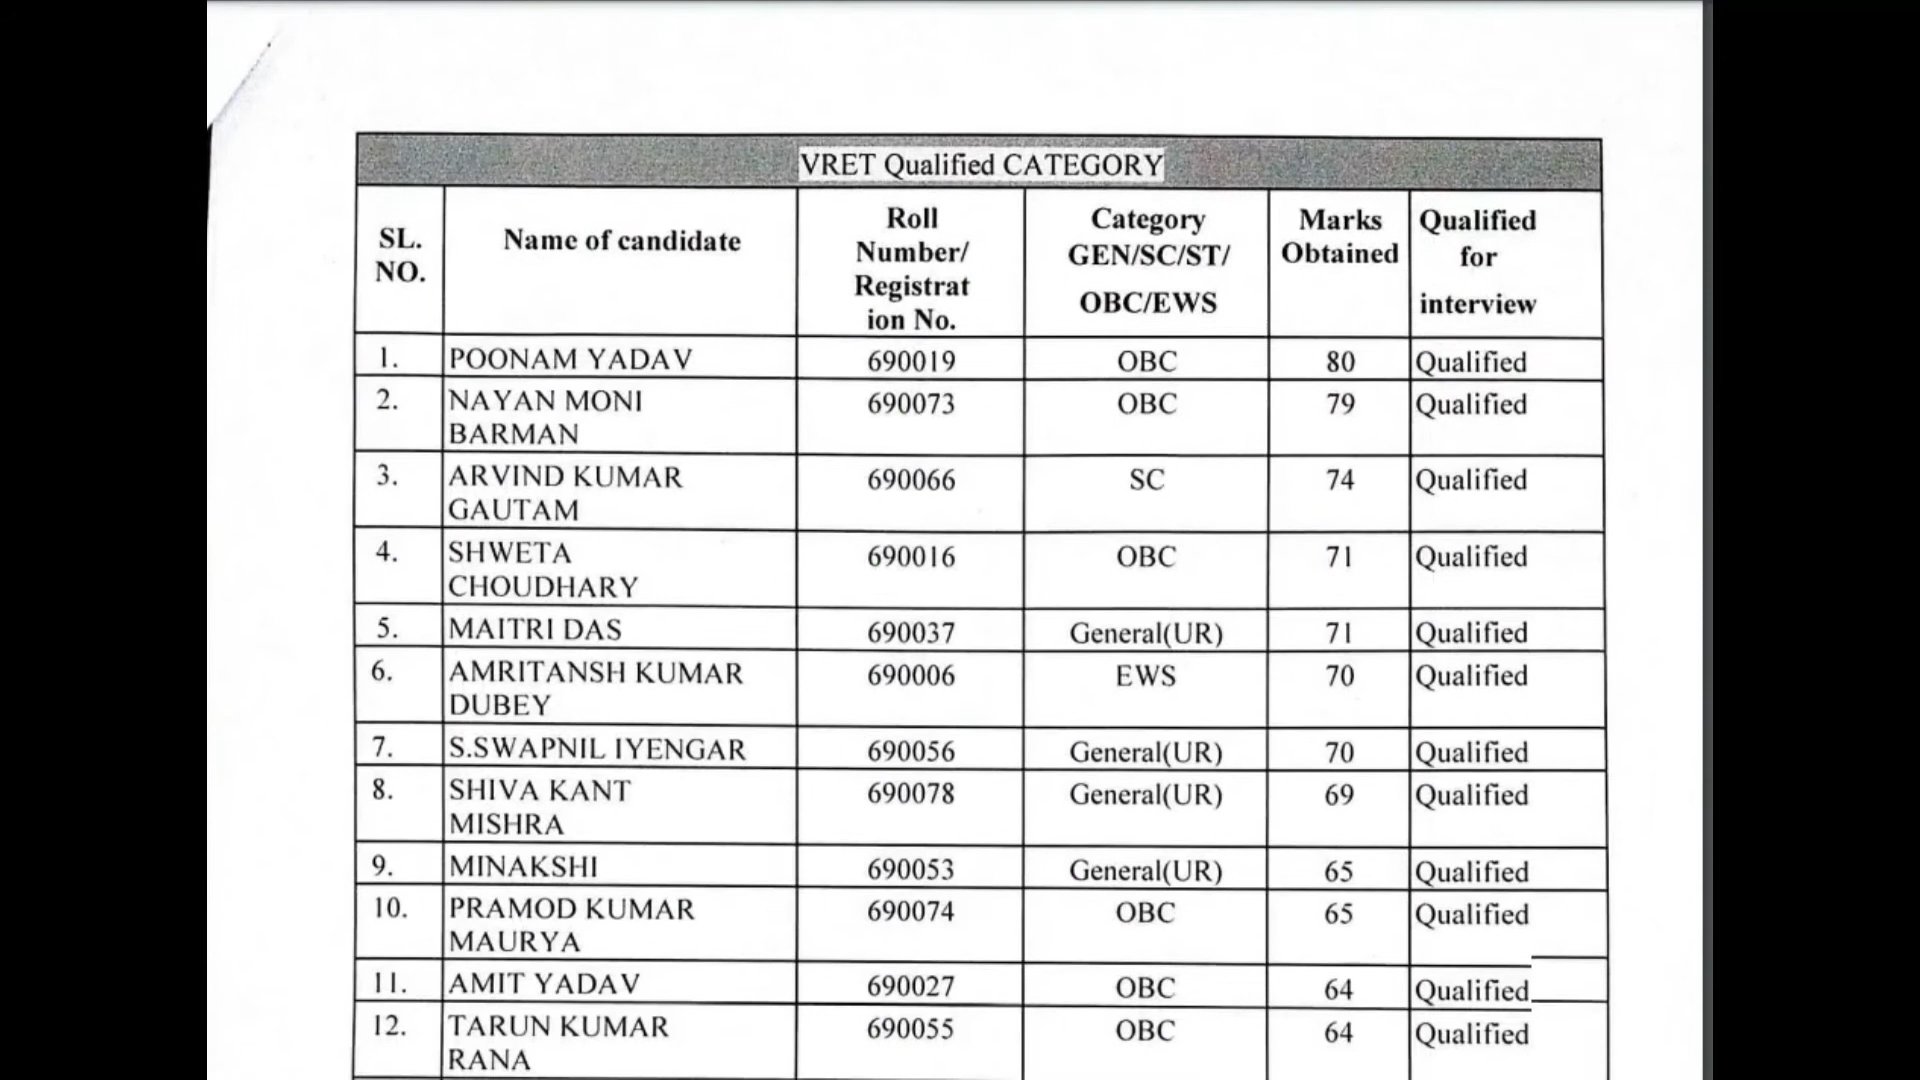 VRET Qualified CATEGORY
SL.
NO.
Name of candidate
Roll
Number/
Registrat
ion No.
Category
GEN/SC/ST/
OBC/EWS
Marks
Obtained
Qualified
for
interview
1. POONAM YADAV 690019 OBC 80 Qualified
2. NAYAN MONI 690073 OBC 79 Qualified
BARMAN
3. ARVIND KUMAR 690066 SC 74 Qualified
GAUTAM
4. SHWETA 690016 OBC 71 Qualified
CHOUDHARY
5. MAITRI DAS 690037 General(UR) 71 Qualified
6. AMRITANSH KUMAR 690006 EWS 70 Qualified
DUBEY
7. S.SWAPNIL IYENGAR 690056 General(UR) 70 Qualified
8. SHIVA KANT 690078 General(UR) 69 Qualified
MISHRA
9. MINAKSHI 690053 General(UR) 65 Qualified
10. PRAMOD KUMAR 690074 OBC 65 Qualified
MAURYA
11. AMIT YADAV 690027 OBC 64 Qualified
12. TARUN KUMAR 690055 OBC 64 Qualified
RANA